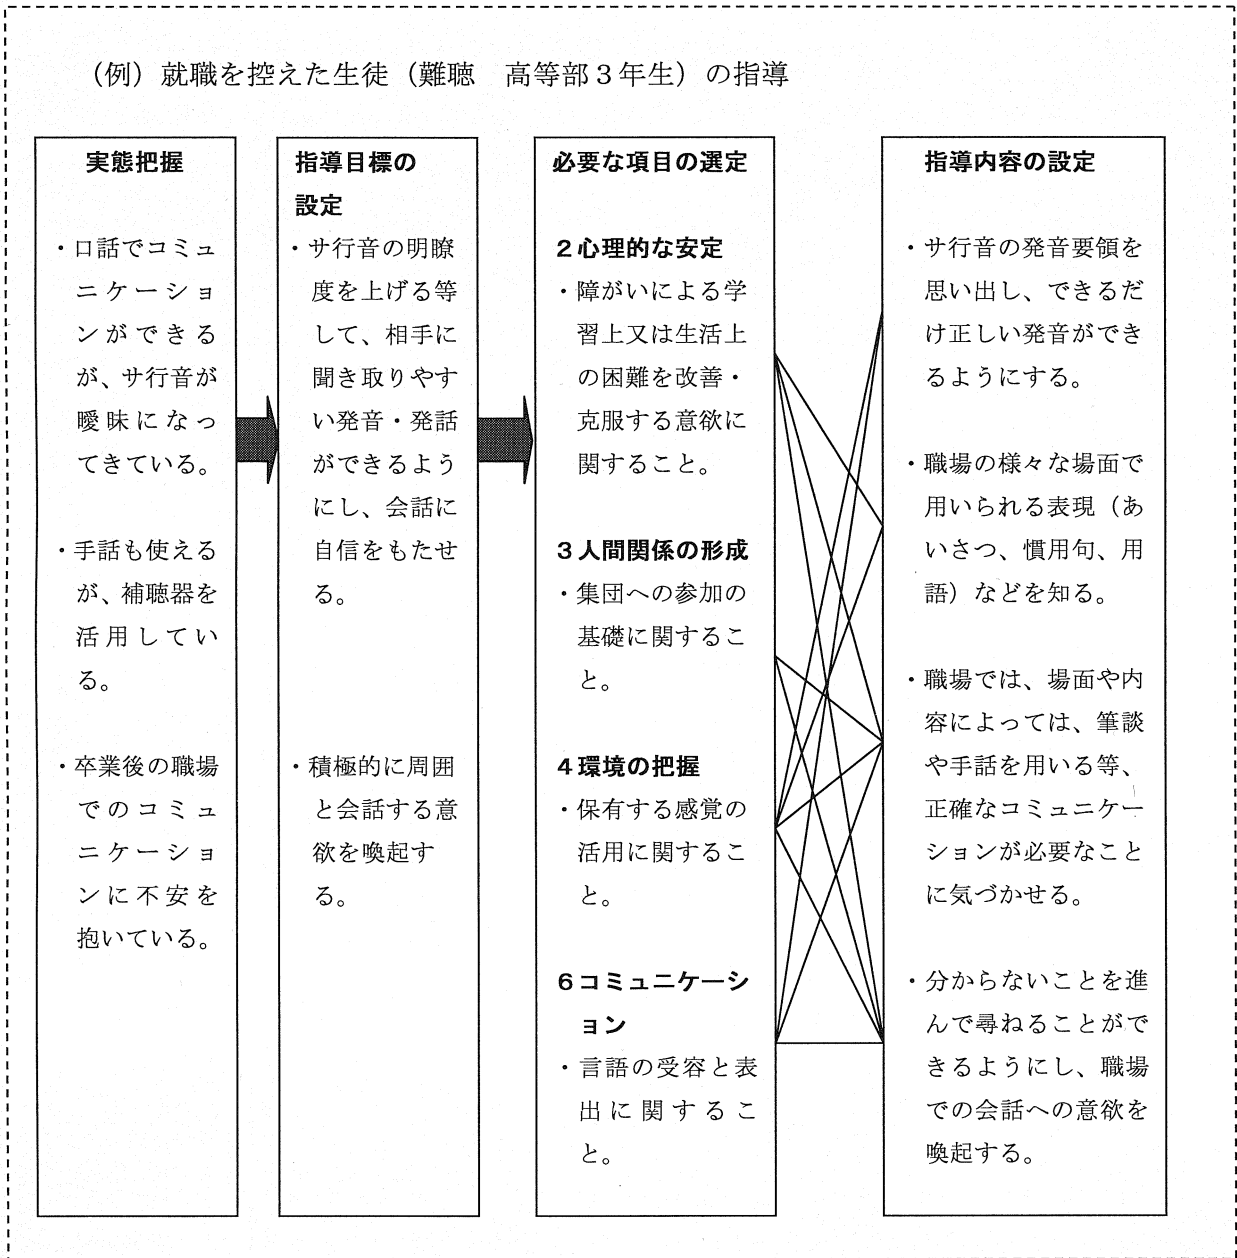 （例）就職を控えた生徒（難聴　高等部３年生）の指導
実態把握
・口話でコミュ
ニケーショ
ンができる
が、サ行音が
曖昧になっ
てきている。
・手話も使える
が、補聴器を
活用してい
る。
・卒業後の職場
でのコミュ
ニケーショ
ンに不安を
抱いている。
指導目標の
設定
・サ行音の明瞭
度を上げる等
して、相手に
聞き取りやす
い発音・発話
ができるよう
にし、会話に
自信をもたせ
る。
・積極的に周囲
と会話する意
欲を喚起す
る。
必要な項目の選定
２心理的な安定
・障がいによる学
習上又は生活上
の困難を改善・
克服する意欲に
関すること。
３人間関係の形成
・集団への参加の
基礎に関するこ
と。
４環境の把握
・保有する感覚の
活用に関するこ
と。
６コミュニケーシ
ョン
・言語の受容と表
出に関するこ
と。
指導内容の設定
・サ行音の発音要領を
思い出し、できるだ
け正しい発音ができ
るようにする。
・職場の様々な場面で
用いられる表現（あ
いさつ、慣用句、用
語）などを知る。
・職場では、場面や内
容によっては、筆談
や手話を用いる等、
正確なコミュニケー
ションが必要なこと
に気づかせる。
・分からないことを進
んで尋ねることがで
きるようにし、職場
での会話への意欲を
喚起する。